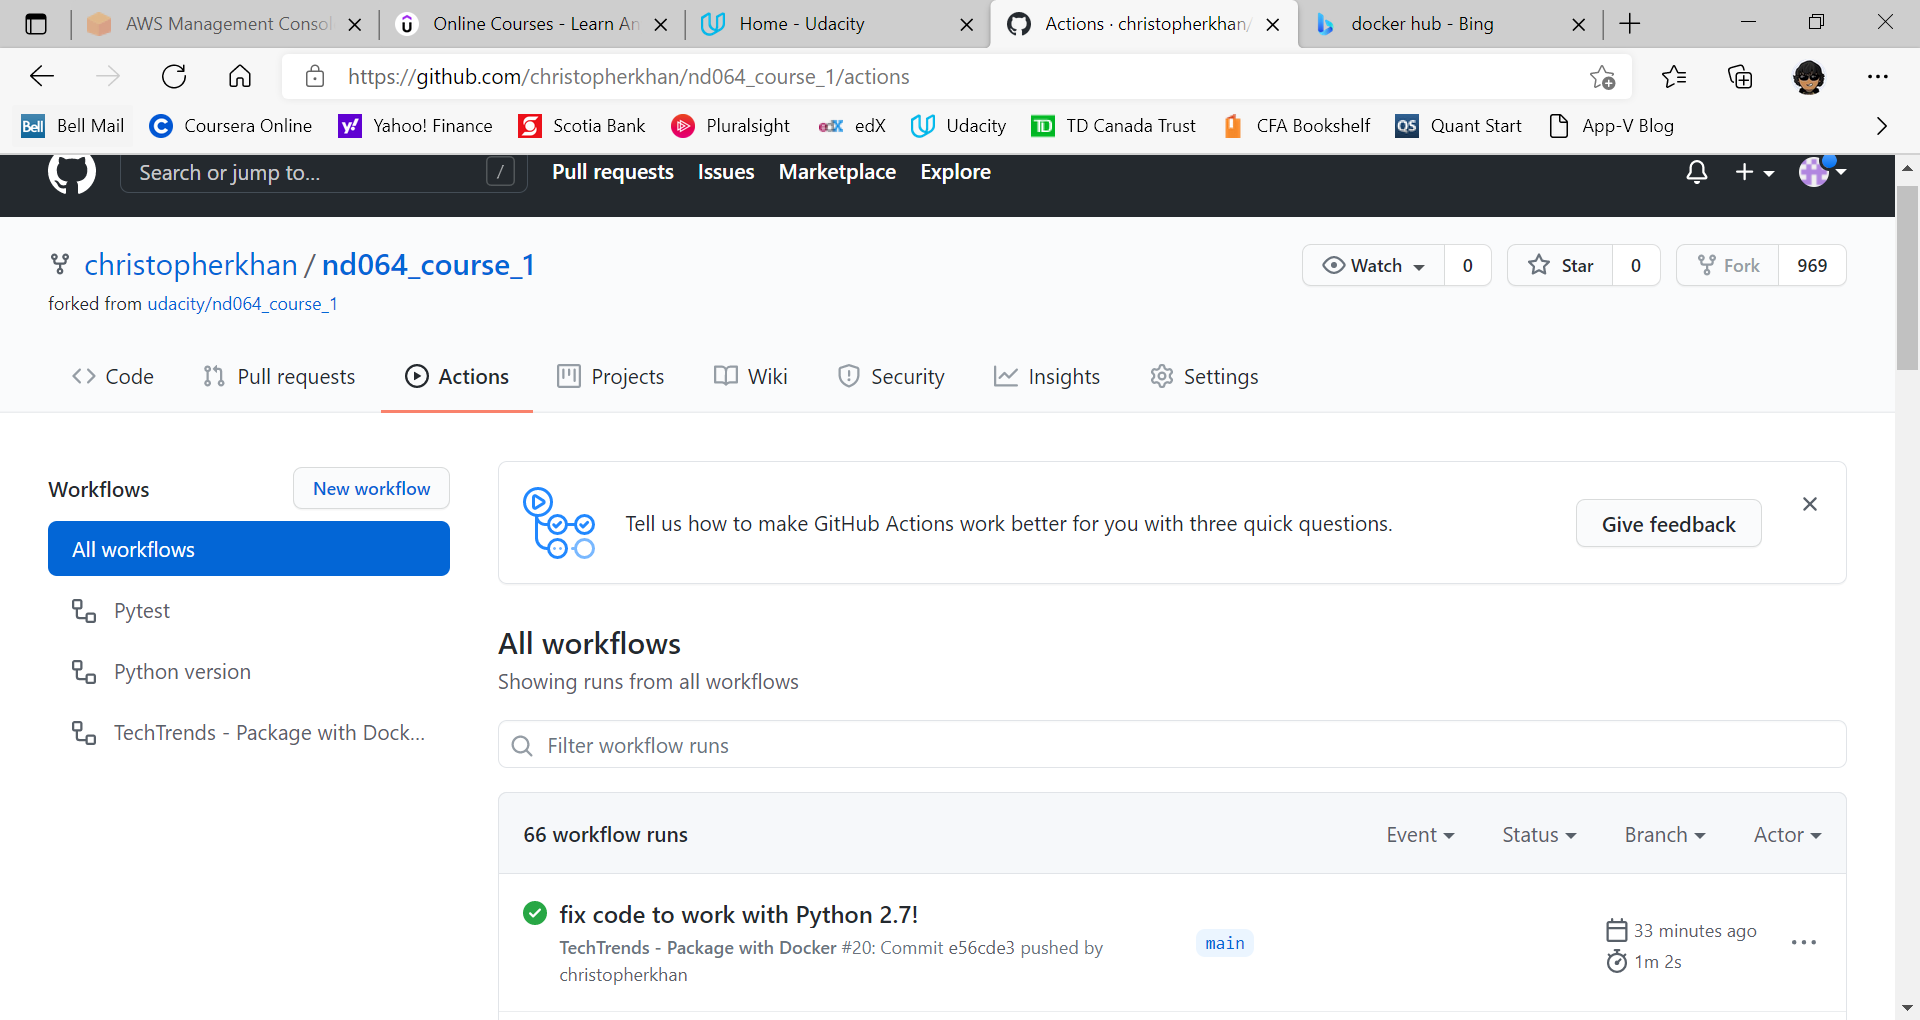 AWS Management Consol
Online Courses - Learn An
Home - Udacity
Actions · christopherkhan/
docker hub - Bing
https://github.com/christopherkhan/nd064_course_1/actions
Bell Bell Mail
Coursera Online
Yahoo! Finance
Scotia Bank
Pluralsight
edX edX
Udacity
TD TD Canada Trust
CFA Bookshelf
QS Quant Start
App-V Blog
Search or jump to... /
Pull requests
Issues
Marketplace
Explore
christopherkhan / nd064_course_1
Watch 0
Star 0
Fork 969
forked from udacity/nd064_course_1
Code
Pull requests
Actions
Projects
Wiki
Security
Insights
Settings
Workflows
New workflow
All workflows
Pytest
Python version
TechTrends - Package with Dock...
Tell us how to make GitHub Actions work better for you with three quick questions.
Give feedback
All workflows
Showing runs from all workflows
Filter workflow runs
66 workflow runs
Event
Status
Branch
Actor
fix code to work with Python 2.7!
TechTrends - Package with Docker #20: Commit e56cde3 pushed by
christopherkhan
main
33 minutes ago
1m 2s